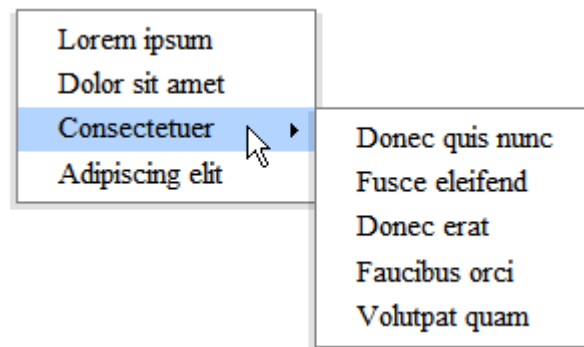 Lorem ipsum
Dolor sit amet
Consectetuer
Adipiscing elit
Donec quis nunc
Fusce eleifend
Donec erat
Faucibus orci
Volutpat quam